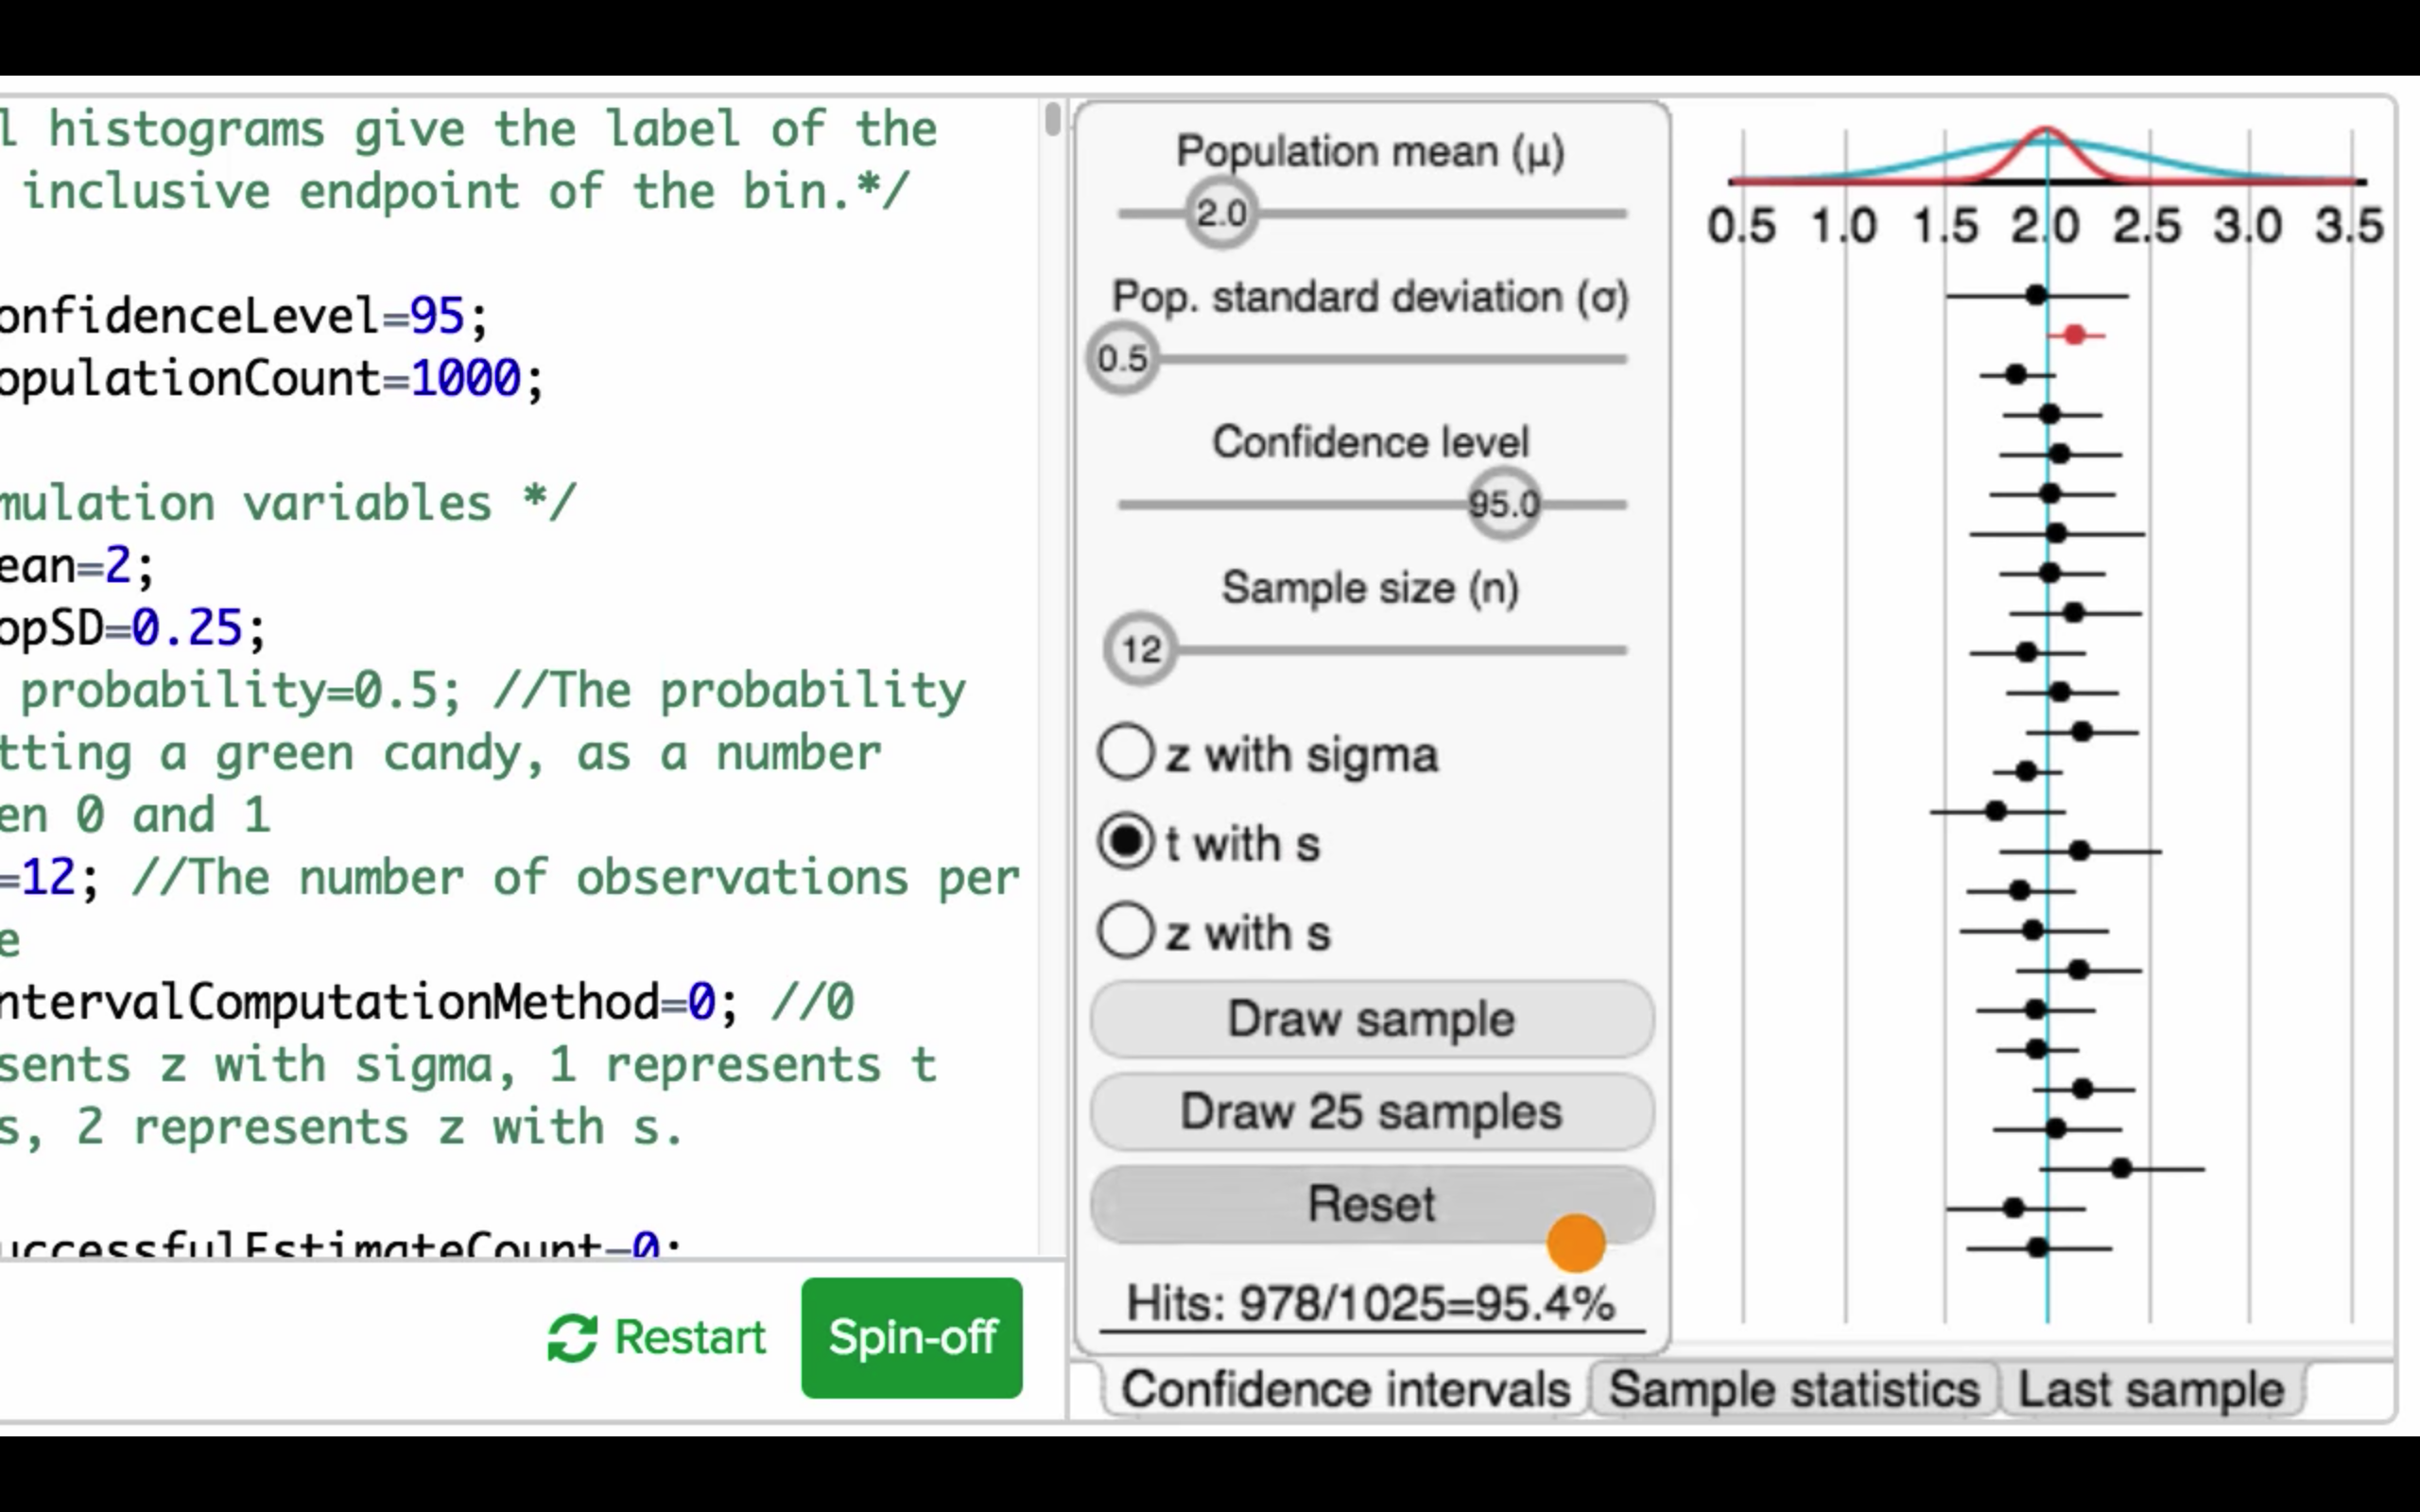 l histograms give the label of the
inclusive endpoint of the bin.*/
onfidenceLevel=95;
opulationCount=1000;
mulation variables */
ean=2;
opSD=0.25;
probability=0.5; //The probability
tting a green candy, as a number
en 0 and 1
=12; //The number of observations per
e
ntervalComputationMethod=0; //0
sents z with sigma, 1 represents t
s, 2 represents z with s.
uccessfulEstimateCount=0;
Restart
Spin-off
Population mean (μ)
2.0
Pop. standard deviation (σ)
0.5
Confidence level
95.0
Sample size (n)
12
z with sigma
t with s
z with s
Draw sample
Draw 25 samples
Reset
Hits: 978/1025=95.4%
0.5 1.0 1.5 2.0 2.5 3.0 3.5
Confidence intervals
Sample statistics
Last sample